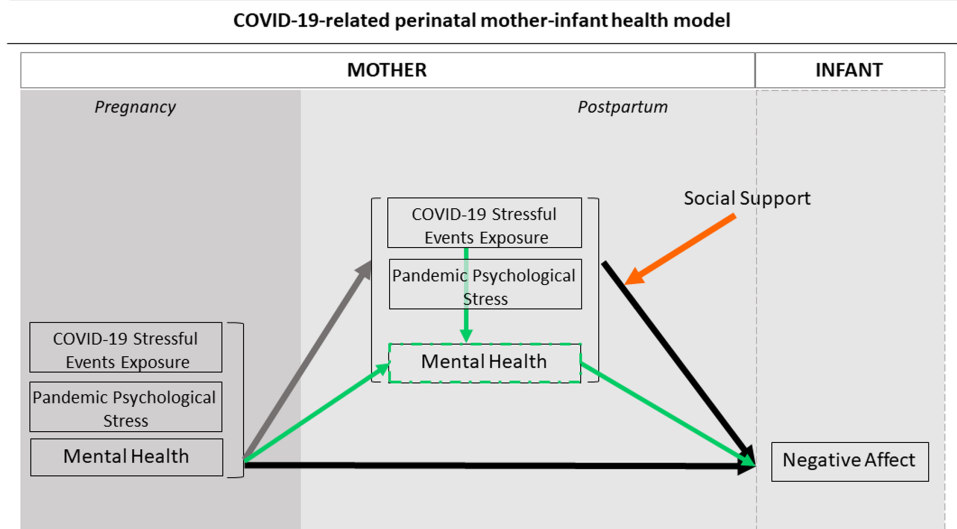 COVID-19-related perinatal mother-infant health model
MOTHER
INFANT
Pregnancy
Postpartum
Social Support
COVID-19 Stressful
Events Exposure
Pandemic Psychological
Stress
Mental Health
COVID-19 Stressful
Events Exposure
Pandemic Psychological
Stress
Mental Health
Negative Affect